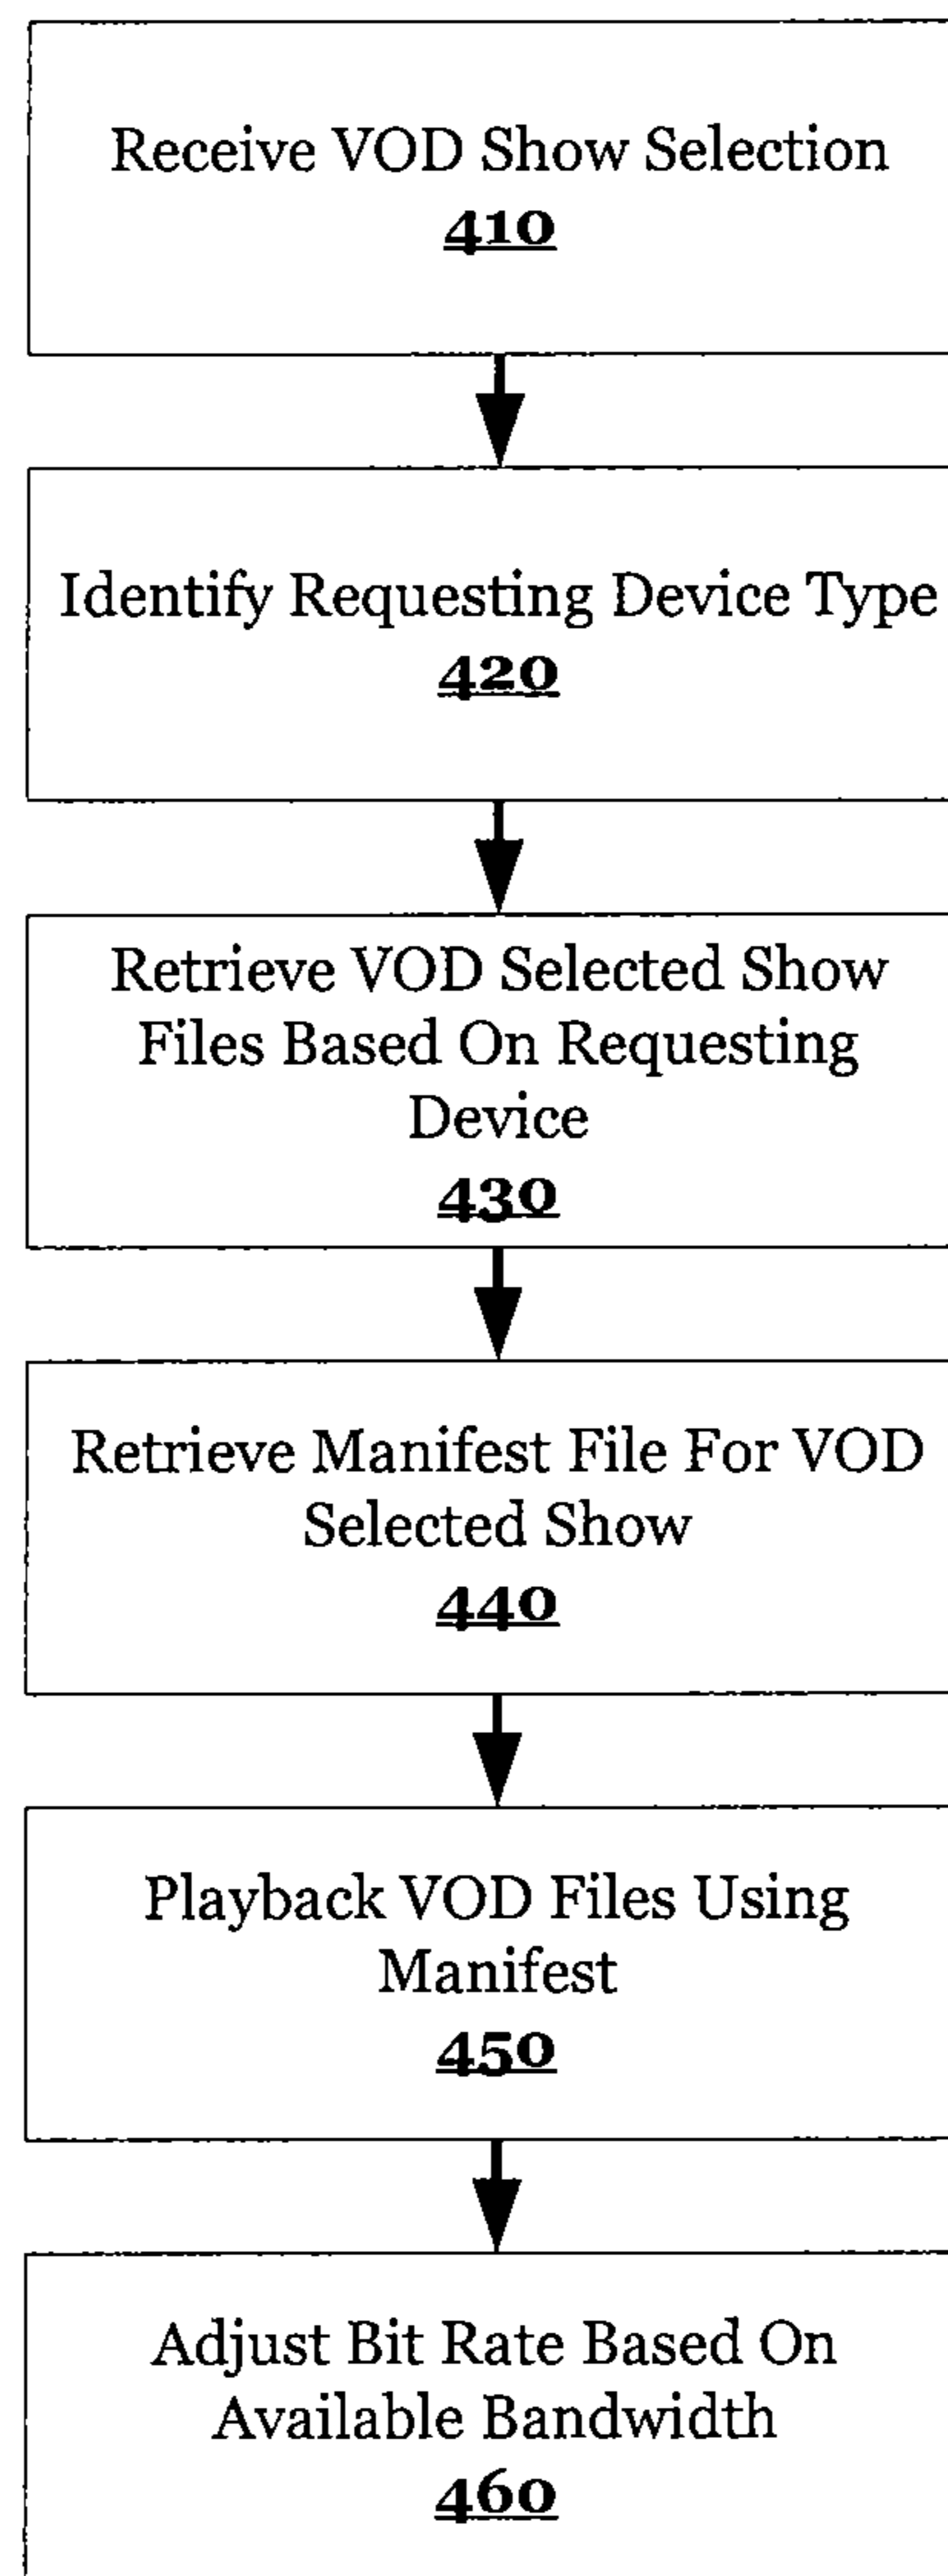 Receive VOD Show Selection
410
Identify Requesting Device Type
420
Retrieve VOD Selected Show
Files Based On Requesting
Device
430
Retrieve Manifest File For VOD
Selected Show
440
Playback VOD Files Using
Manifest
450
Adjust Bit Rate Based On
Available Bandwidth
460